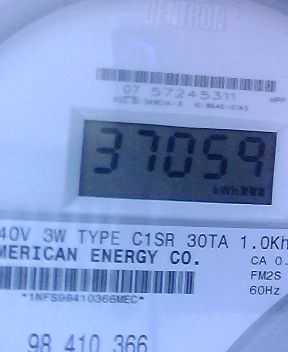 CENTRON
07 57245311
37059
kWh
40V 3W TYPE C1SR 30TA 1.0Kh
MERICAN ENERGY CO.
CA 0.
FM2S
60Hz
*1NFS98410366MEC*
98 410 366